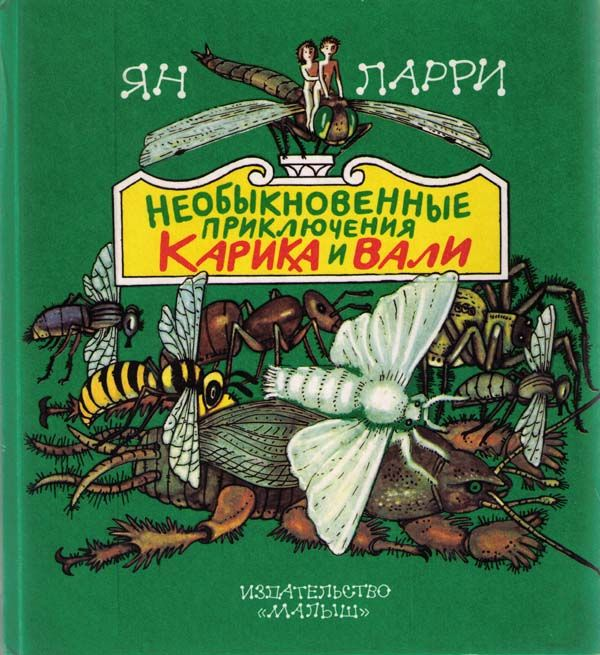 ЯН ЛАРРИ
НЕОБЫКНОВЕННЫЕ
ПРИКЛЮЧЕНИЯ
КАРИКА И ВАЛИ
ИЗДАТЕЛЬСТВО
«МАЛЫШ»